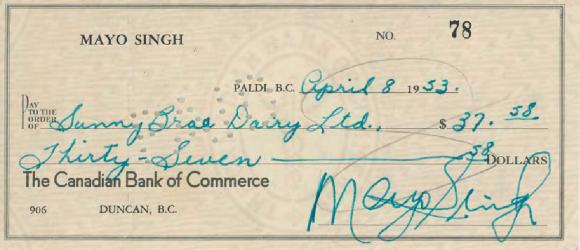 MAYO SINGH NO. 78
PALDI, B.C. April 8 1953.
PAY TO THE ORDER OF Sunny Brae Dairy Ltd., $ 37. 58
Thirty-Seven 58 DOLLARS
The Canadian Bank of Commerce
906 DUNCAN, B.C. Mayo Singh